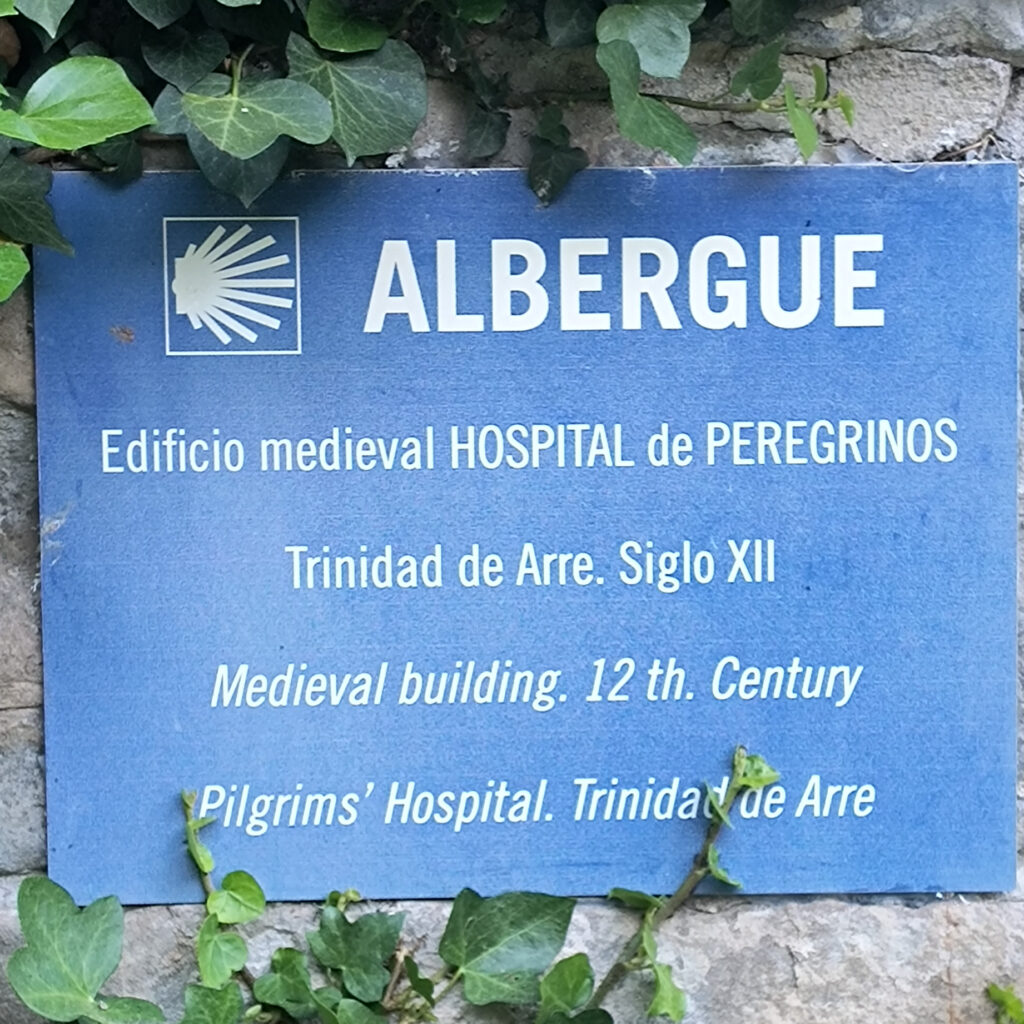 ALBERGUE
Edificio medieval HOSPITAL de PEREGRINOS
Trinidad de Arre. Siglo XII
Medieval building. 12 th. Century
Pilgrims’ Hospital. Trinidad de Arre